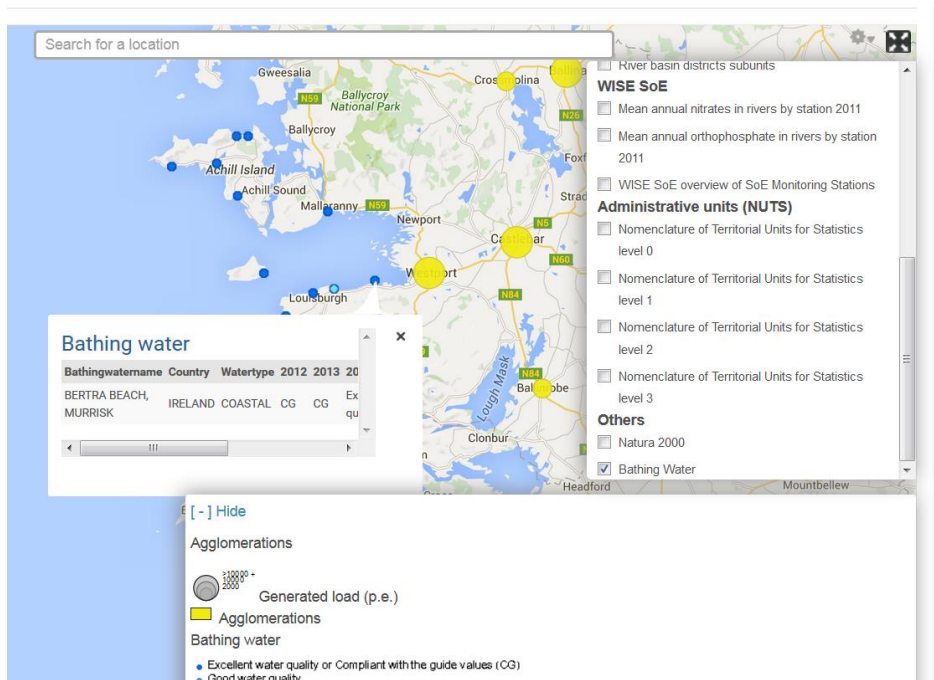 Search for a location
Gweesalia
Crossmolina
Ballina
N59
Ballycroy
National Park
N26
Ballycroy
Foxf
Achill Island
Achill Sound
Mallaranny
N59
Strad
Newport
N5
Castlebar
N60
Westport
Louisburgh
N84
N84
Lough Mask
Ballinrobe
Clonbur
Headford
Mountbellew
River basin districts subunits
WISE SoE
Mean annual nitrates in rivers by station 2011
Mean annual orthophosphate in rivers by station
2011
WISE SoE overview of SoE Monitoring Stations
Administrative units (NUTS)
Nomenclature of Territorial Units for Statistics
level 0
Nomenclature of Territorial Units for Statistics
level 1
Nomenclature of Territorial Units for Statistics
level 2
Nomenclature of Territorial Units for Statistics
level 3
Others
Natura 2000
Bathing Water
Bathing water
Bathingwatername Country Watertype 2012 2013 20
BERTRA BEACH, MURRISK IRELAND COASTAL CG CG Ex qu
[ - ] Hide
Agglomerations
>10000 +
10000
2000
Generated load (p.e.)
Agglomerations
Bathing water
Excellent water quality or Compliant with the guide values (CG)
Good water quality